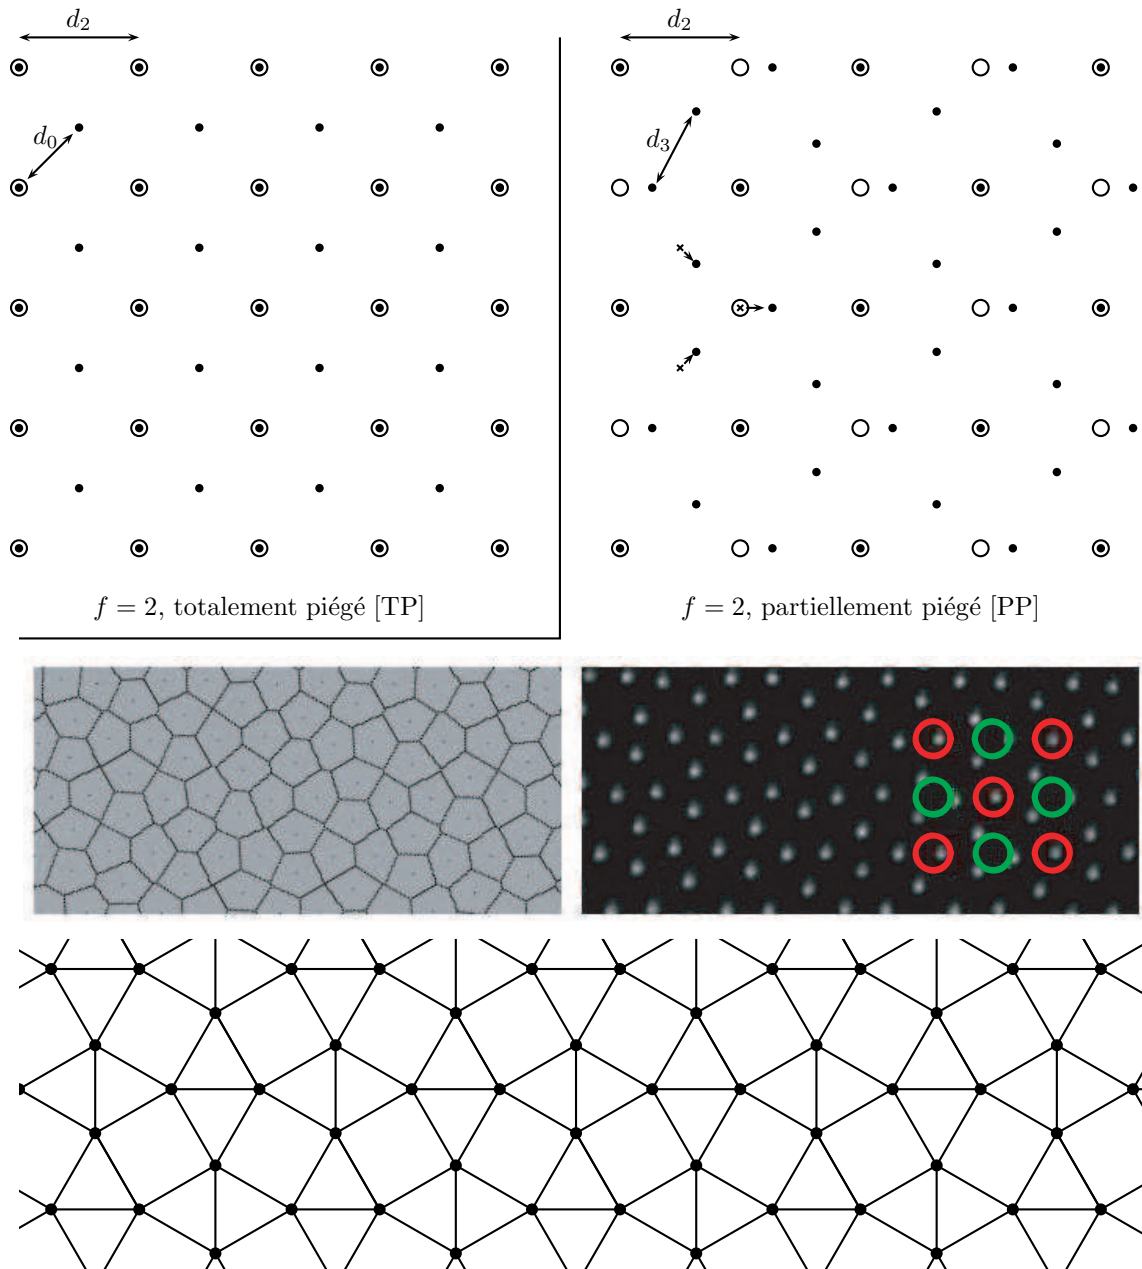 d₂
d₂
d₀
d₃
f = 2, totalement piégé [TP]
f = 2, partiellement piégé [PP]